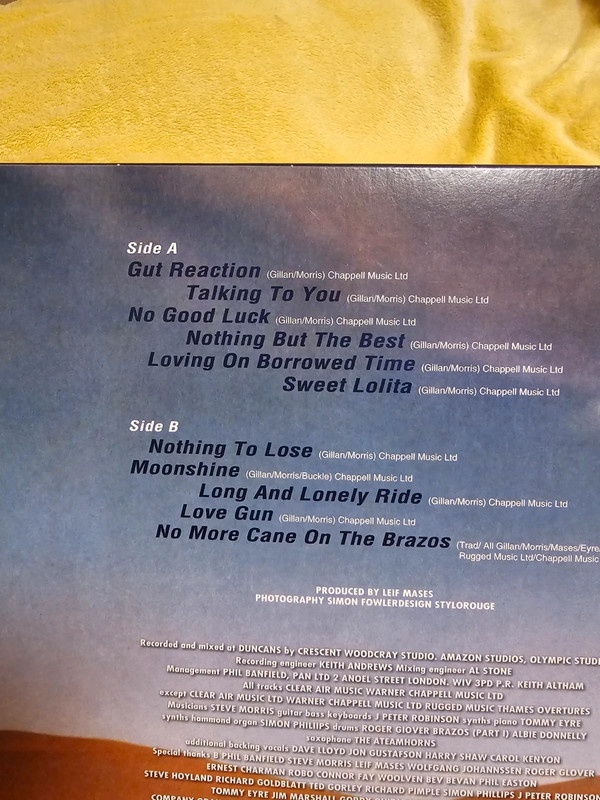 Side A
Gut Reaction (Gillan/Morris) Chappell Music Ltd
Talking To You (Gillan/Morris) Chappell Music Ltd
No Good Luck (Gillan/Morris) Chappell Music Ltd
Nothing But The Best (Gillan/Morris) Chappell Music Ltd
Loving On Borrowed Time (Gillan/Morris) Chappell Music Ltd
Sweet Lolita (Gillan/Morris) Chappell Music Ltd
Side B
Nothing To Lose (Gillan/Morris) Chappell Music Ltd
Moonshine (Gillan/Morris/Buckle) Chappell Music Ltd
Long And Lonely Ride (Gillan/Morris) Chappell Music Ltd
Love Gun (Gillan/Morris) Chappell Music Ltd
No More Cane On The Brazos (Trad/ All Gillan/Morris/Mases/Eyre/
Rugged Music Ltd/Chappell Music
PRODUCED BY LEIF MASES
PHOTOGRAPHY SIMON FOWLERDESIGN STYLOROUGE
Recorded and mixed at DUNCANS by CRESCENT WOODCRAY STUDIO. AMAZON STUDIOS, OLYMPIC STUDI
Recording engineer KEITH ANDREWS Mixing engineer AL STONE
Management PHIL BANFIELD, PAN LTD 2 ANOEL STREET LONDON. WIV 3PD P.R. KEITH ALTHAM
All tracks CLEAR AIR MUSIC WARNER CHAPPELL MUSIC LTD
except CLEAR AIR MUSIC LTD WARNER CHAPPELL MUSIC LTD RUGGED MUSIC THAMES OVERTURES
Musicians STEVE MORRIS guitar bass keyboards J PETER ROBINSON synths piano TOMMY EYRE
synths hammond organ SIMON PHILIIPS drums ROGER GLOVER BRAZOS (PART I) ALBIE DONNELLY
saxophone THE ATEAMHORNS
additional backing vocals DAVE LLOYD JON GUSTAFSON HARRY SHAW CAROL KENYON
Special thanks B PHIL BANFIELD STEVE MORRIS LEIF MASES WOLFGANG JOHANNSSEN ROGER GLOVER
ERNEST CHARMAN ROBO CONNOR FAY WOOLVEN BEV BEVAN PHIL EASTON
STEVE HOYLAND RICHARD GOLDBLATT TED GORLEY RICHARD PIMPLE SIMON PHILLIPS J PETER ROBINSON
TOMMY EYRE JIM MARSHALL